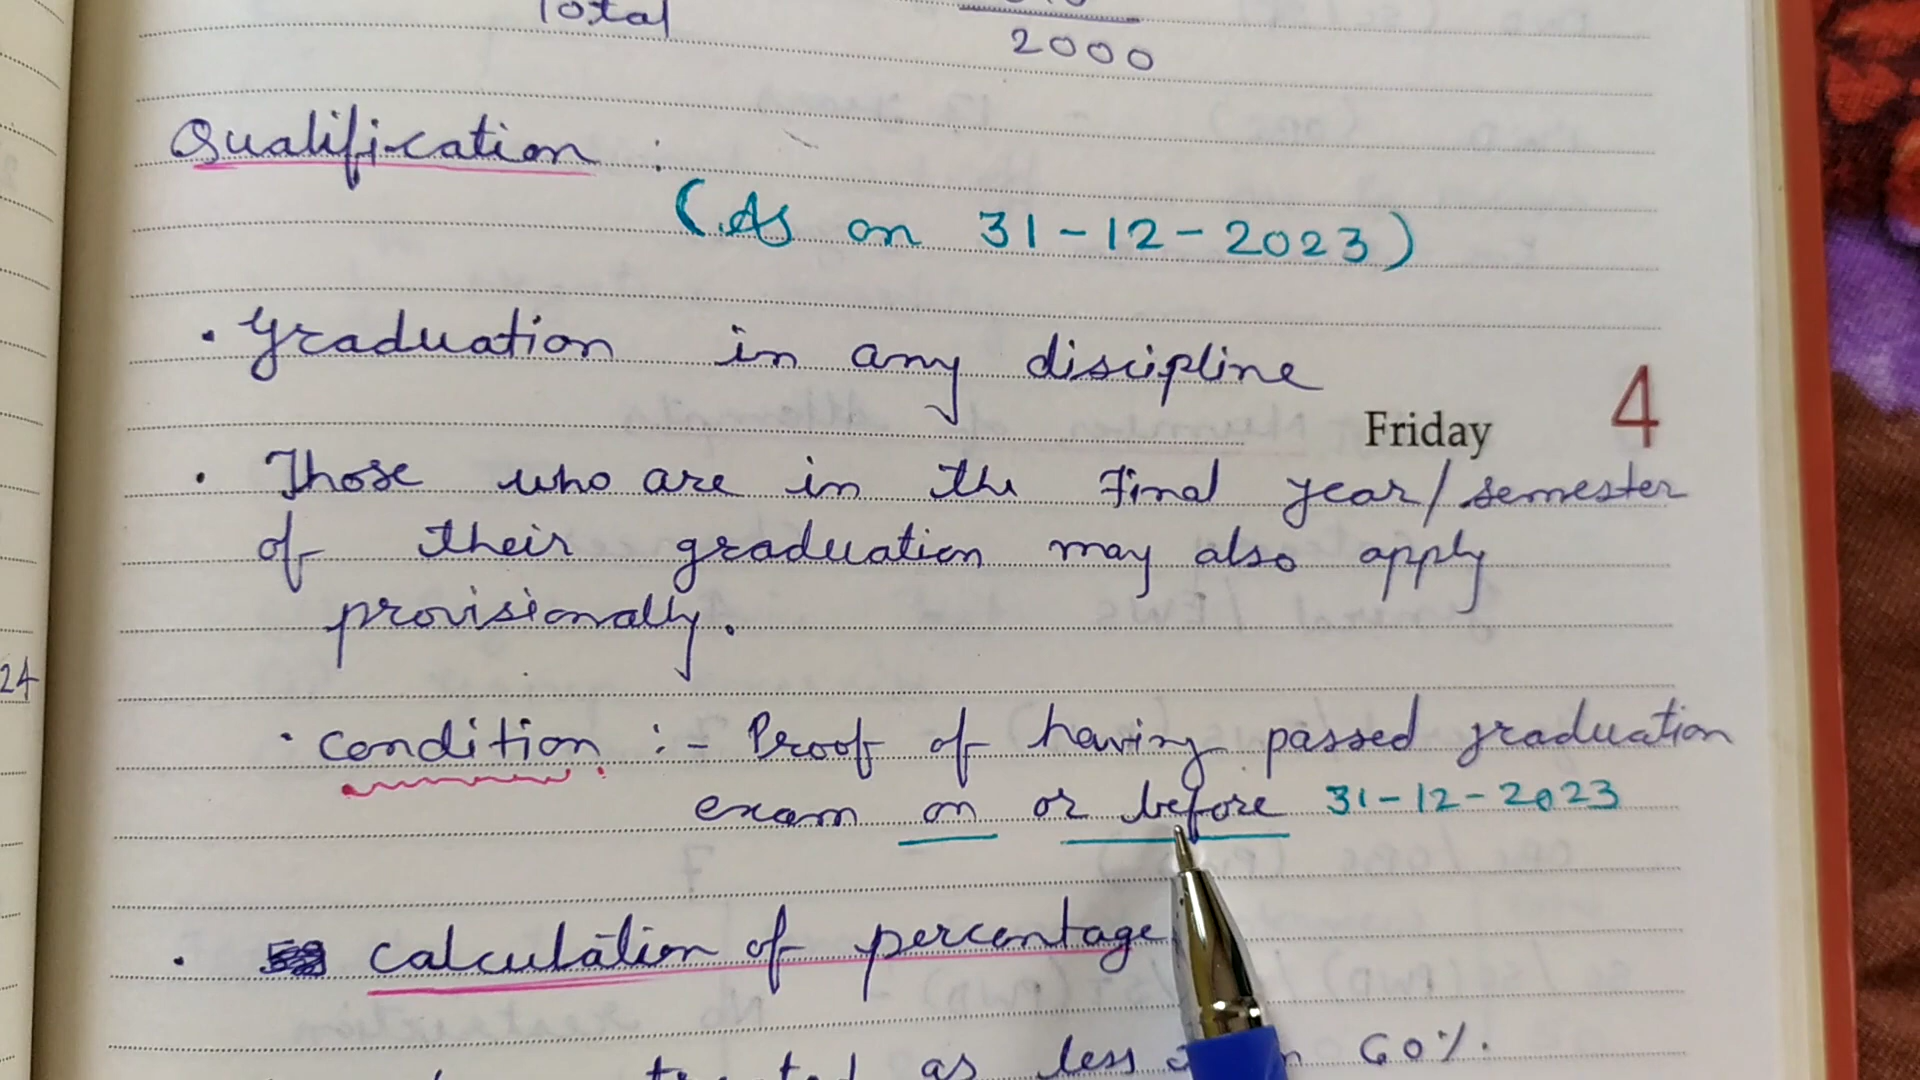 Total
2000
Qualification :
(As on 31-12-2023)
. Graduation in any discipline
Friday 4
. Those who are in the final year/semester
of their graduation may also apply
provisionally.
. Condition :- Proof of having passed graduation
exam on or before 31-12-2023
24
. Calculation of percentage
treated as less 60%.